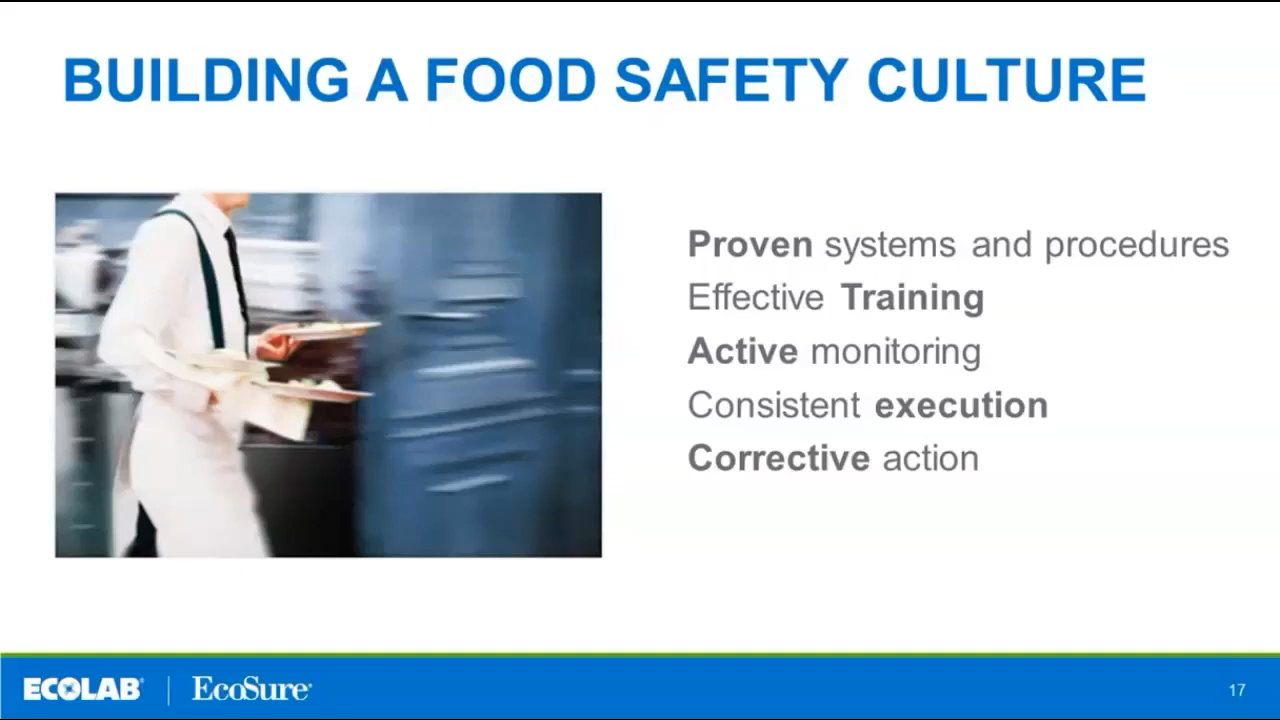 BUILDING A FOOD SAFETY CULTURE
Proven systems and procedures
Effective Training
Active monitoring
Consistent execution
Corrective action
ECOLAB® | EcoSure® 17